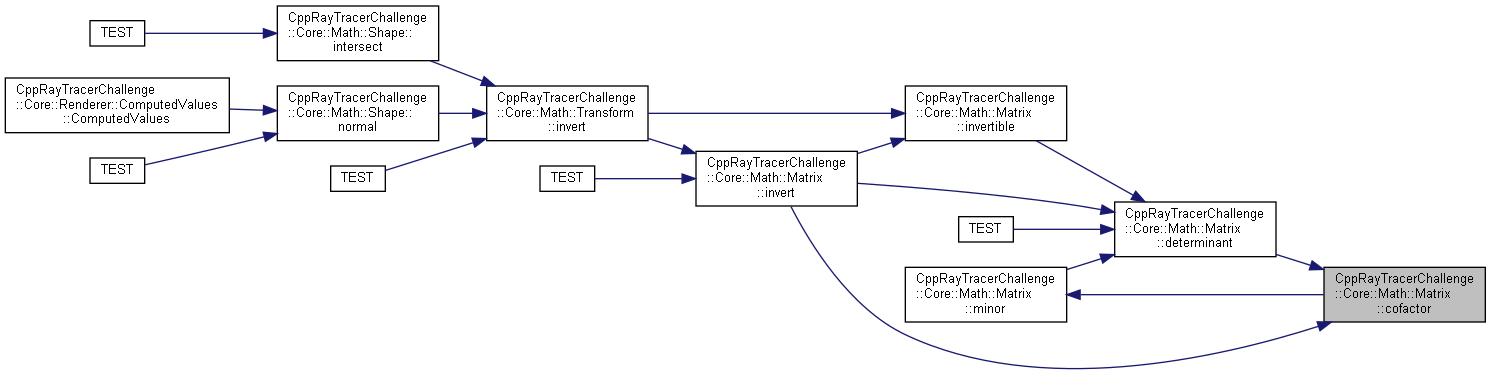 TEST
CppRayTracerChallenge
::Core::Math::Shape::
intersect
CppRayTracerChallenge
::Core::Renderer::ComputedValues
::ComputedValues
CppRayTracerChallenge
::Core::Math::Shape::
normal
TEST
TEST
CppRayTracerChallenge
::Core::Math::Transform
::invert
TEST
CppRayTracerChallenge
::Core::Math::Matrix
::invert
CppRayTracerChallenge
::Core::Math::Matrix
::invertible
TEST
CppRayTracerChallenge
::Core::Math::Matrix
::minor
CppRayTracerChallenge
::Core::Math::Matrix
::determinant
CppRayTracerChallenge
::Core::Math::Matrix
::cofactor